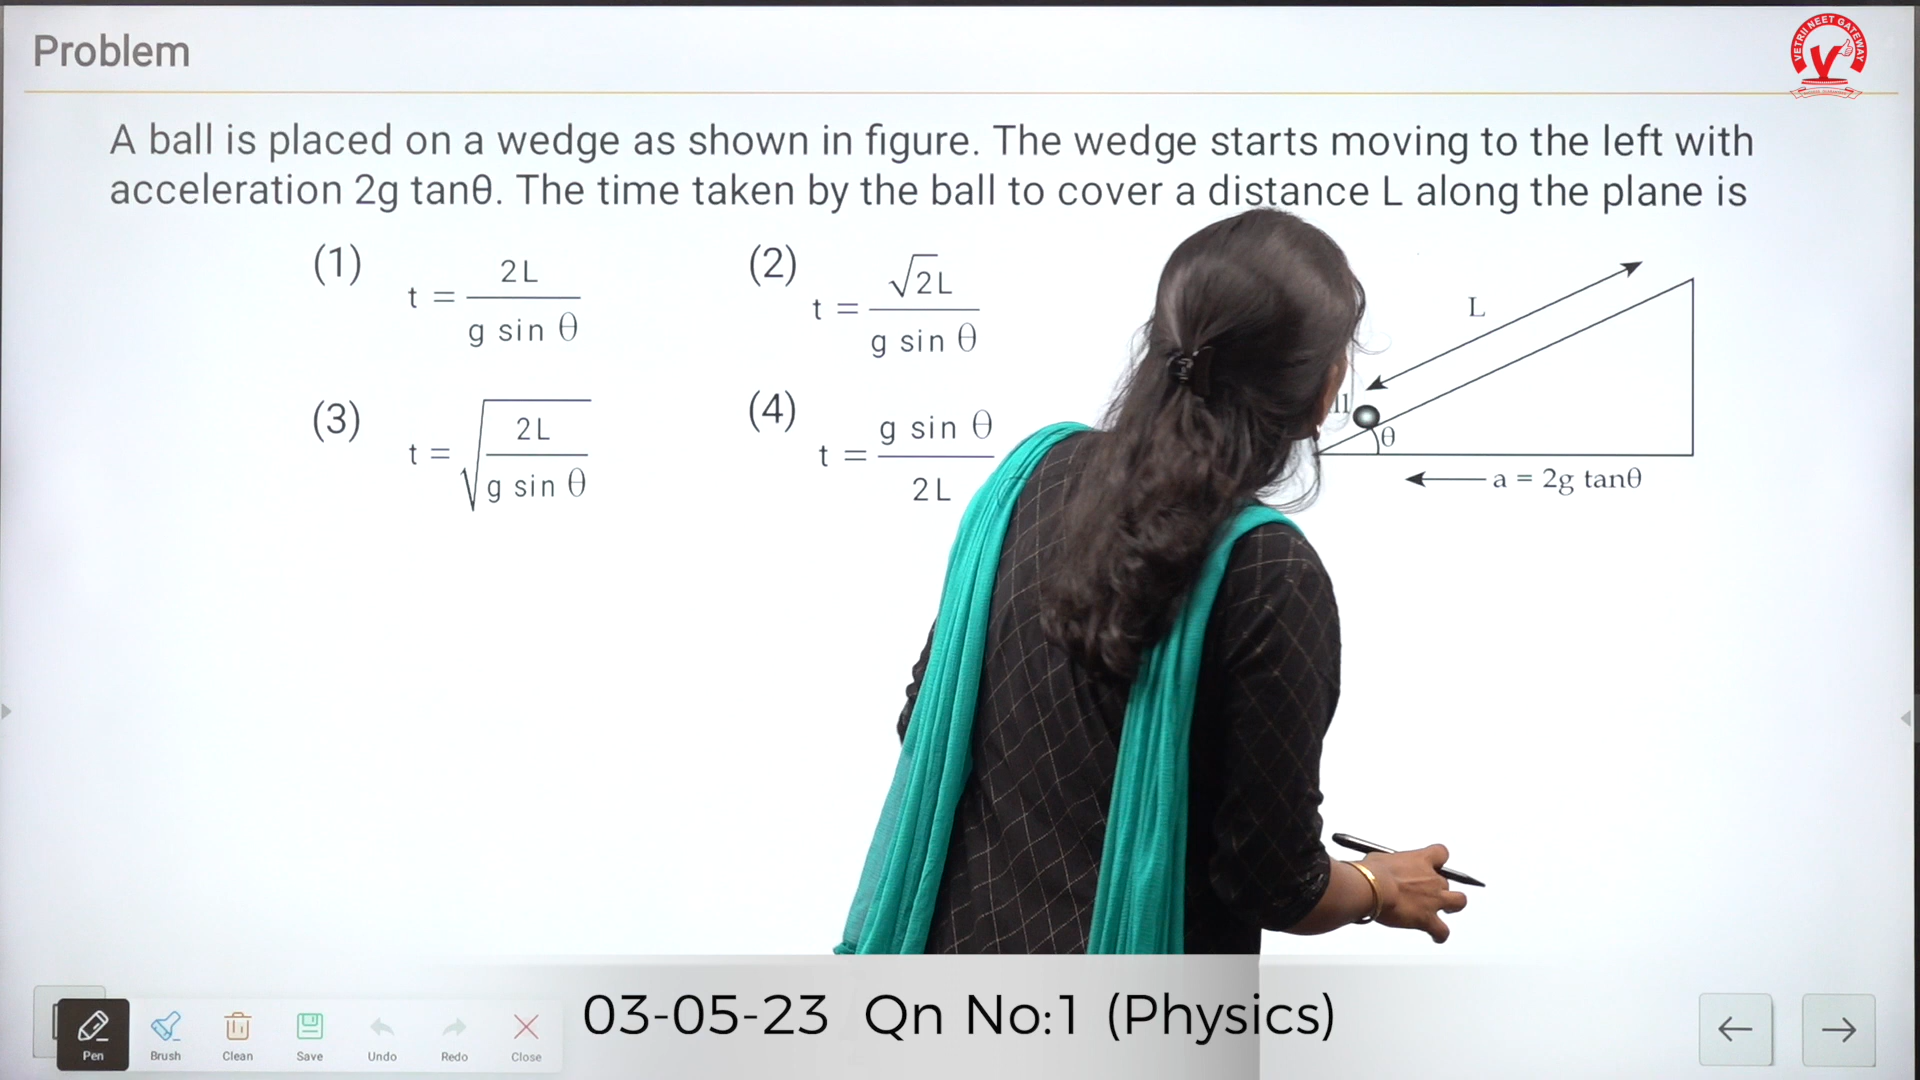 Problem
VETRII NEET GATEWAY
A ball is placed on a wedge as shown in figure. The wedge starts moving to the left with
acceleration 2g tanθ. The time taken by the ball to cover a distance L along the plane is
(1) t = 2L / g sin θ
(2) t = √2L / g sin θ
(3) t = √(2L / g sin θ)
(4) t = g sin θ / 2L
L
θ
a = 2g tanθ
03-05-23 Qn No:1 (Physics)
Pen Brush Clean Save Undo Redo Close